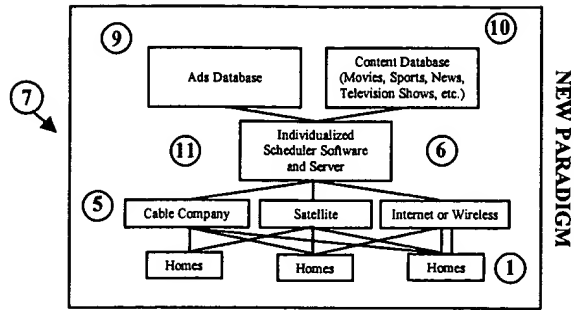 9
10
Ads Database
Content Database
(Movies, Sports, News,
Television Shows, etc.)
7
11
Individualized
Scheduler Software
and Server
6
5
Cable Company
Satellite
Internet or Wireless
Homes
Homes
Homes
1
NEW PARADIGM